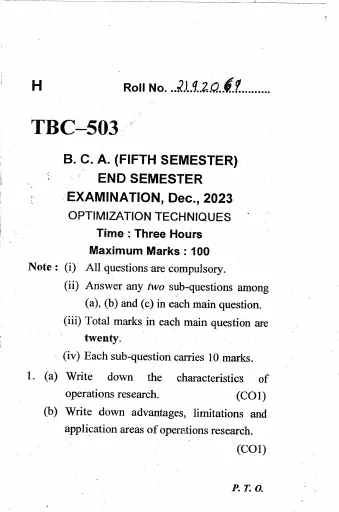 H Roll No. ..2192069..........
TBC–503
B. C. A. (FIFTH SEMESTER)
END SEMESTER
EXAMINATION, Dec., 2023
OPTIMIZATION TECHNIQUES
Time : Three Hours
Maximum Marks : 100
Note : (i) All questions are compulsory.
(ii) Answer any two sub-questions among
(a), (b) and (c) in each main question.
(iii) Total marks in each main question are
twenty.
(iv) Each sub-question carries 10 marks.
1. (a) Write down the characteristics of
operations research. (CO1)
(b) Write down advantages, limitations and
application areas of operations research.
(CO1)
P. T. O.